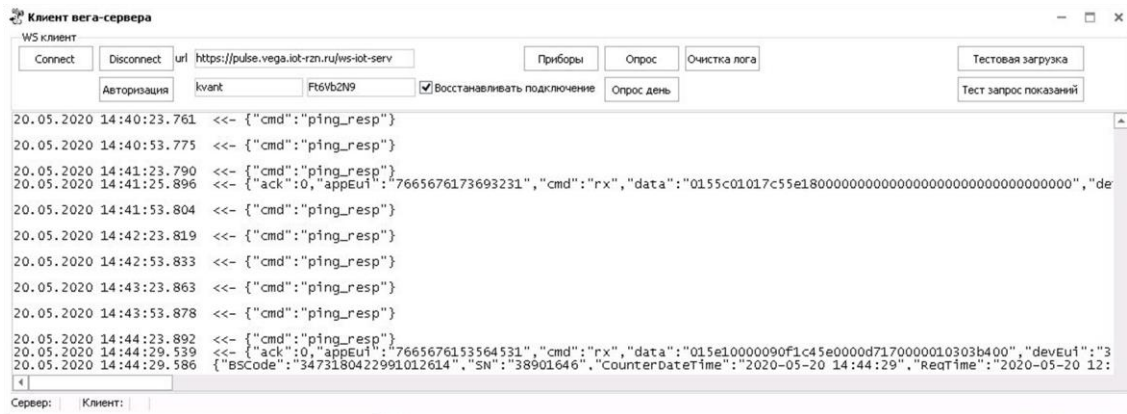 Клиент вега-сервера
WS клиент
Connect Disconnect url https://pulse.vega.iot-rzn.ru/ws-iot-serv Приборы Опрос Очистка лога Тестовая загрузка
Авторизация kvant Ft6Vb2N9 Восстанавливать подключение Опрос день Тест запрос показаний
20.05.2020 14:40:23.761 <<- {"cmd":"ping_resp"}
20.05.2020 14:40:53.775 <<- {"cmd":"ping_resp"}
20.05.2020 14:41:23.790 <<- {"cmd":"ping_resp"}
20.05.2020 14:41:25.896 <<- {"ack":0,"appEui":"7665676173693231","cmd":"rx","data":"0155c01017c55e18000000000000000000000000000000000","de
20.05.2020 14:41:53.804 <<- {"cmd":"ping_resp"}
20.05.2020 14:42:23.819 <<- {"cmd":"ping_resp"}
20.05.2020 14:42:53.833 <<- {"cmd":"ping_resp"}
20.05.2020 14:43:23.863 <<- {"cmd":"ping_resp"}
20.05.2020 14:43:53.878 <<- {"cmd":"ping_resp"}
20.05.2020 14:44:23.892 <<- {"cmd":"ping_resp"}
20.05.2020 14:44:29.539 <<- {"ack":0,"appEui":"7665676153564531","cmd":"rx","data":"015e10000090f1c45e0000d7170000010303b400","devEui":"3
20.05.2020 14:44:29.586 {"BSCode":"3473180422991012614","SN":"38901646","CounterDateTime":"2020-05-20 14:44:29","ReqTime":"2020-05-20 12:
Сервер: Клиент: